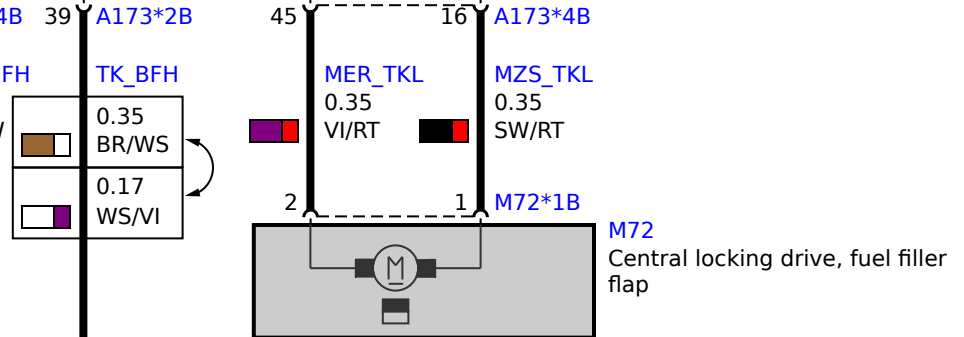 4B 39 A173*2B 45 16 A173*4B
FH TK_BFH MER_TKL MZS_TKL
0.35 0.35
0.35
BR/WS VI/RT SW/RT
0.17
WS/VI
2 1 M72*1B
M72
Central locking drive, fuel filler
flap
M